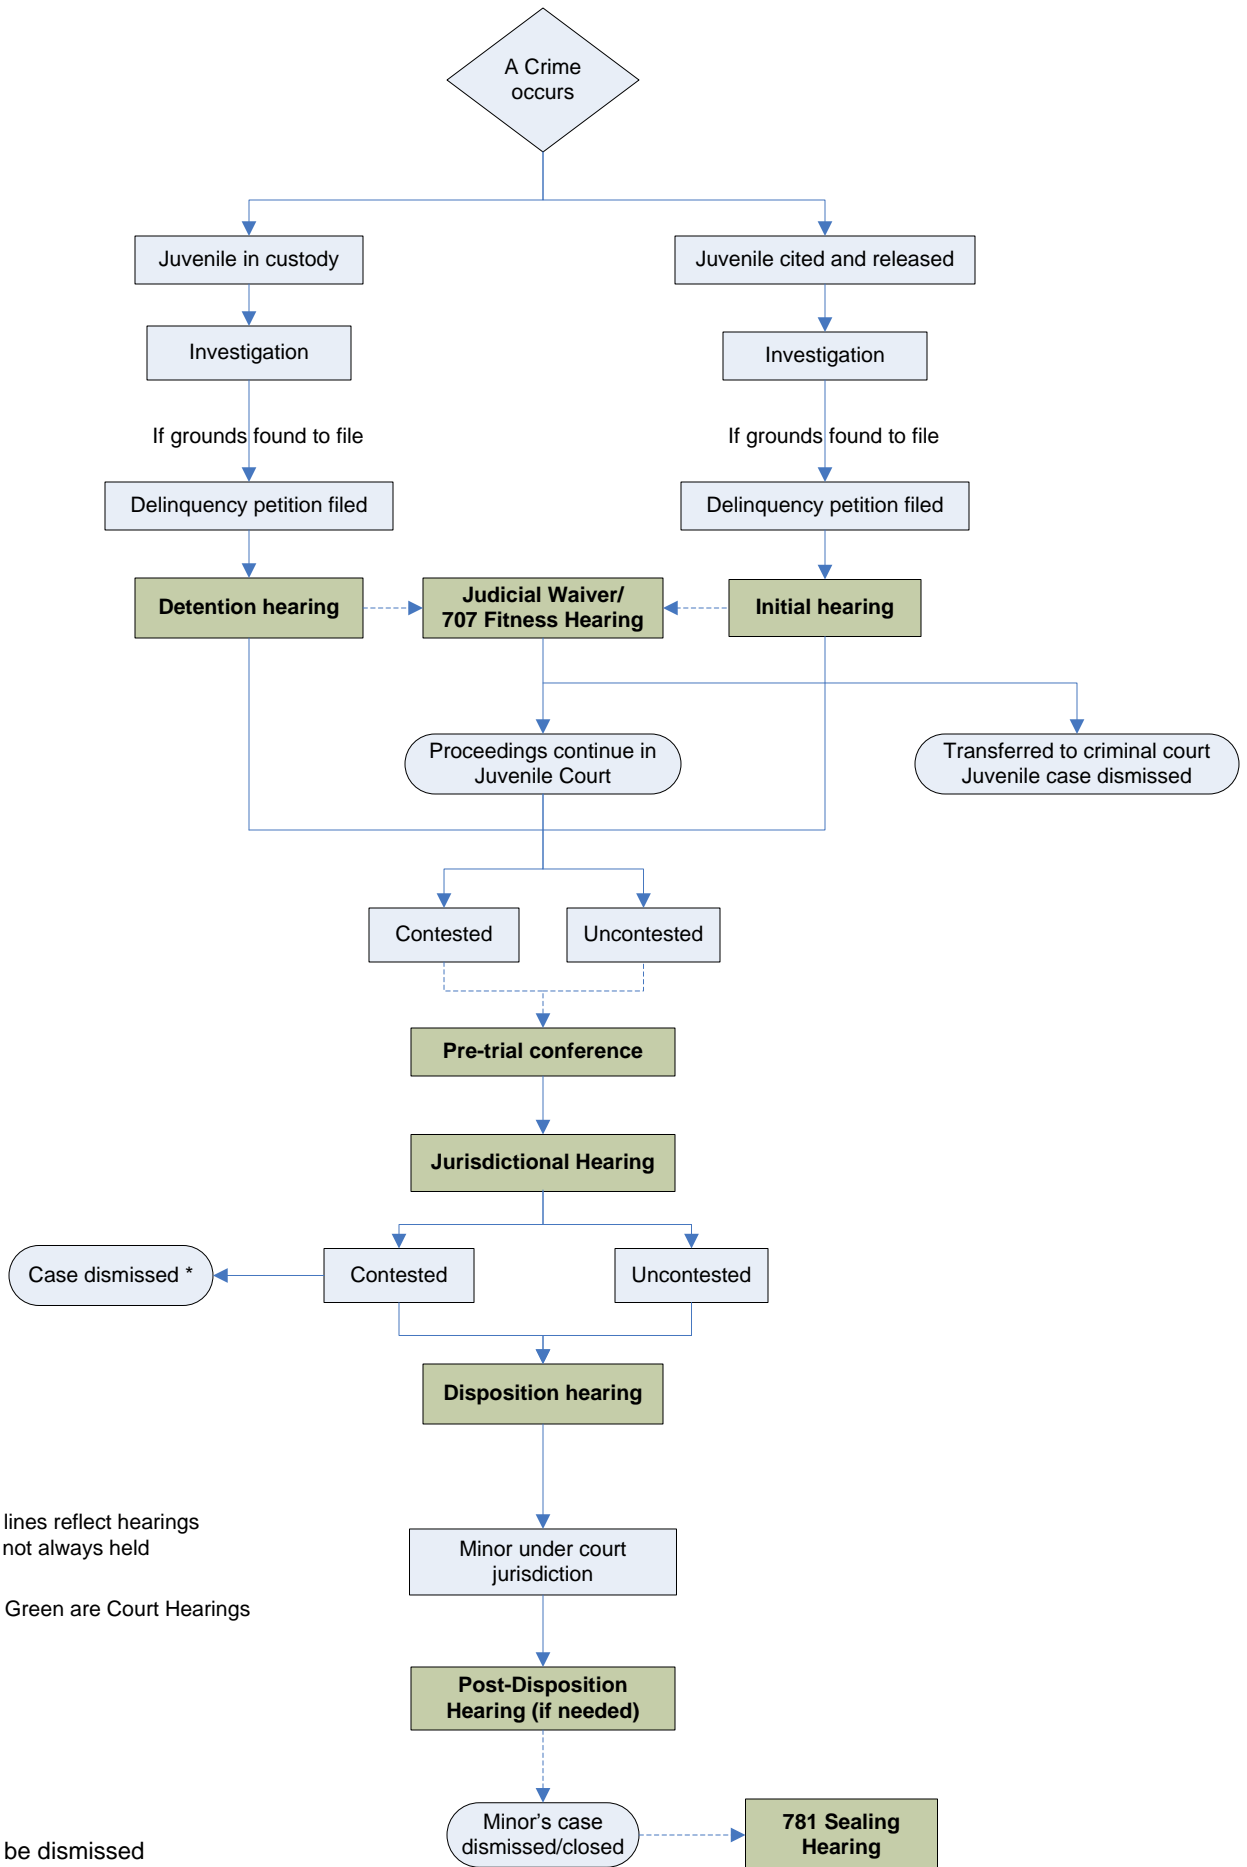 A Crime
occurs
Juvenile in custody
Juvenile cited and released
Investigation
Investigation
If grounds found to file
If grounds found to file
Delinquency petition filed
Delinquency petition filed
Detention hearing
Judicial Waiver/
707 Fitness Hearing
Initial hearing
Proceedings continue in
Juvenile Court
Transferred to criminal court
Juvenile case dismissed
Contested
Uncontested
Pre-trial conference
Jurisdictional Hearing
Case dismissed *
Contested
Uncontested
Disposition hearing
lines reflect hearings
not always held
Minor under court
jurisdiction
Green are Court Hearings
Post-Disposition
Hearing (if needed)
Minor's case
dismissed/closed
781 Sealing
Hearing
be dismissed